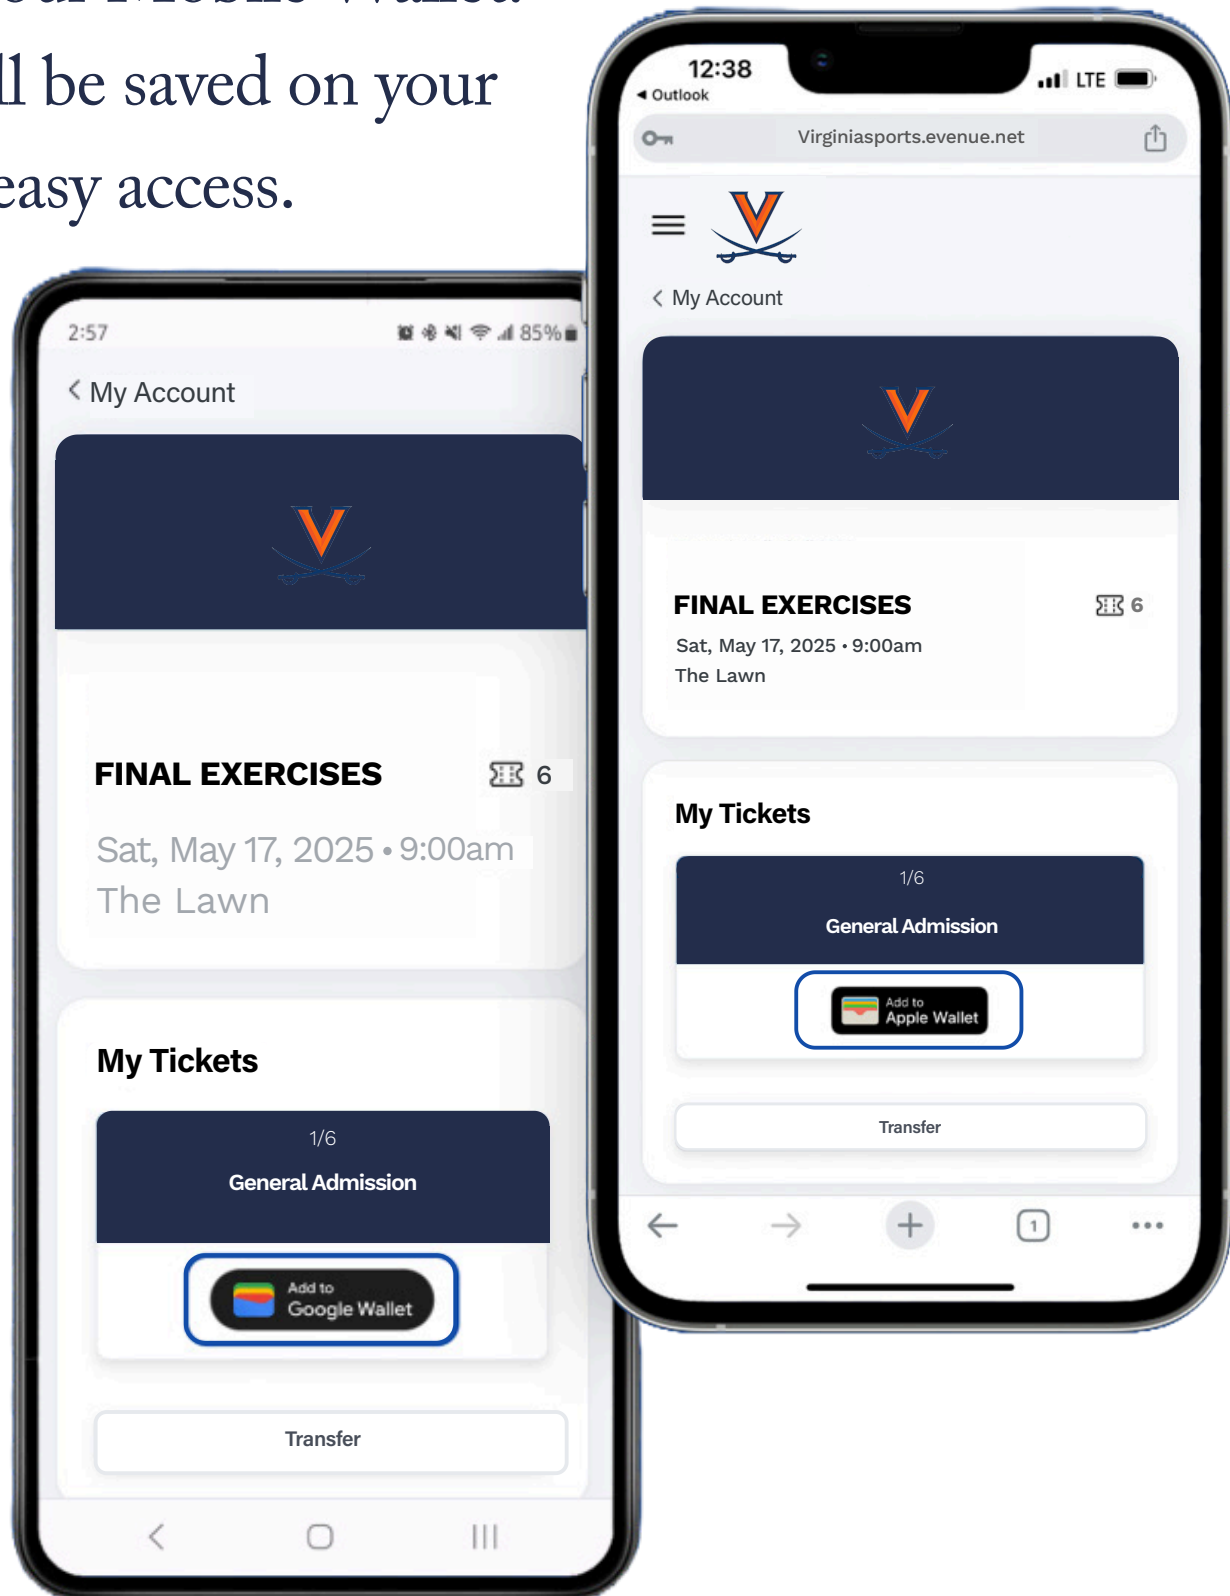 our Mobile Wallet.
ll be saved on your
easy access.
12:38
LTE
◄ Outlook
Virginiasports.evenue.net
< My Account
FINAL EXERCISES
6
Sat, May 17, 2025 • 9:00am
The Lawn
My Tickets
1/6
General Admission
Add to
Apple Wallet
Transfer
1
2:57
85%
< My Account
FINAL EXERCISES
6
Sat, May 17, 2025 • 9:00am
The Lawn
My Tickets
1/6
General Admission
Add to
Google Wallet
Transfer